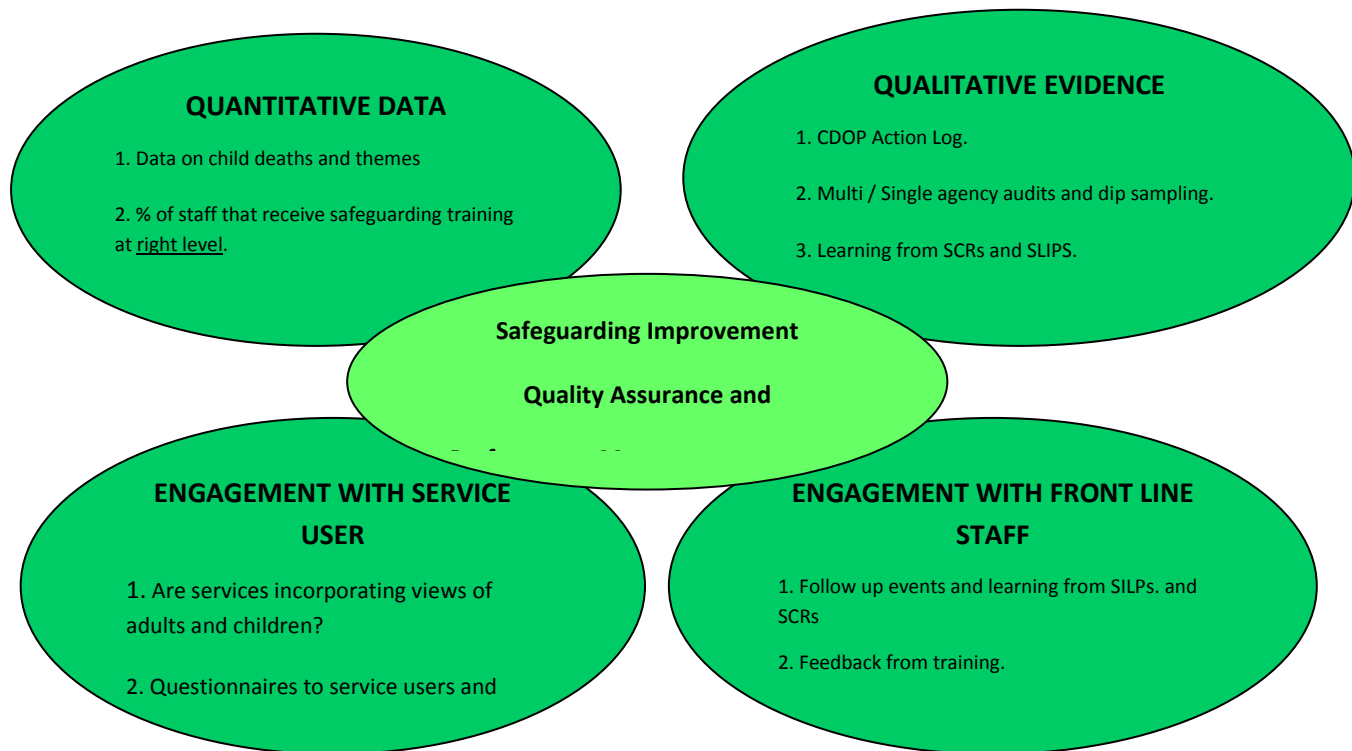 QUANTITATIVE DATA
1. Data on child deaths and themes
2. % of staff that receive safeguarding training
at right level.
QUALITATIVE EVIDENCE
1. CDOP Action Log.
2. Multi / Single agency audits and dip sampling.
3. Learning from SCRs and SLIPS.
Safeguarding Improvement
Quality Assurance and
ENGAGEMENT WITH SERVICE
USER
1. Are services incorporating views of
adults and children?
2. Questionnaires to service users and
ENGAGEMENT WITH FRONT LINE
STAFF
1. Follow up events and learning from SILPs. and
SCRs
2. Feedback from training.